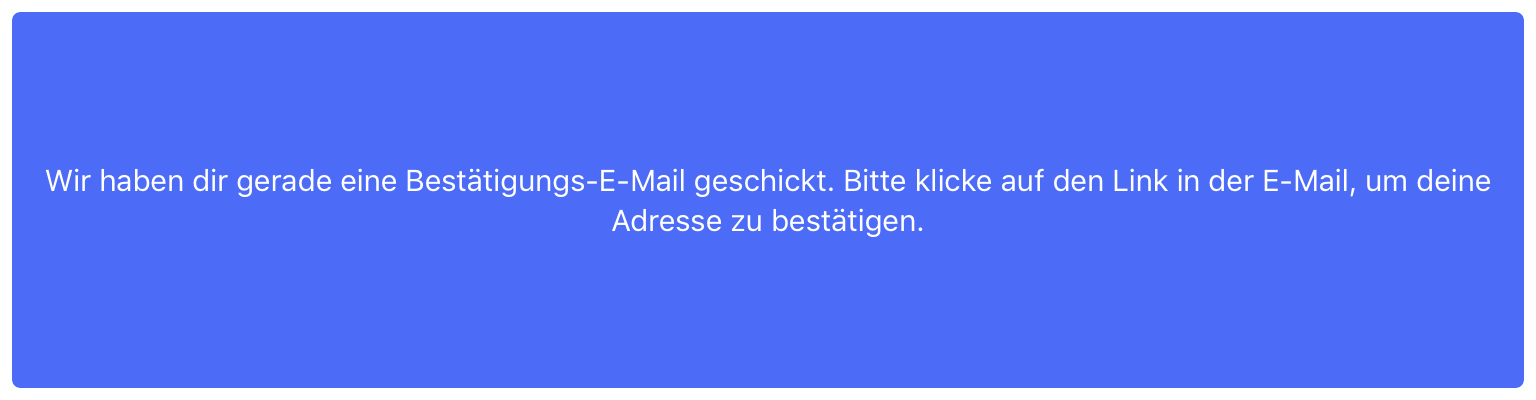 Wir haben dir gerade eine Bestätigungs-E-Mail geschickt. Bitte klicke auf den Link in der E-Mail, um deine
Adresse zu bestätigen.